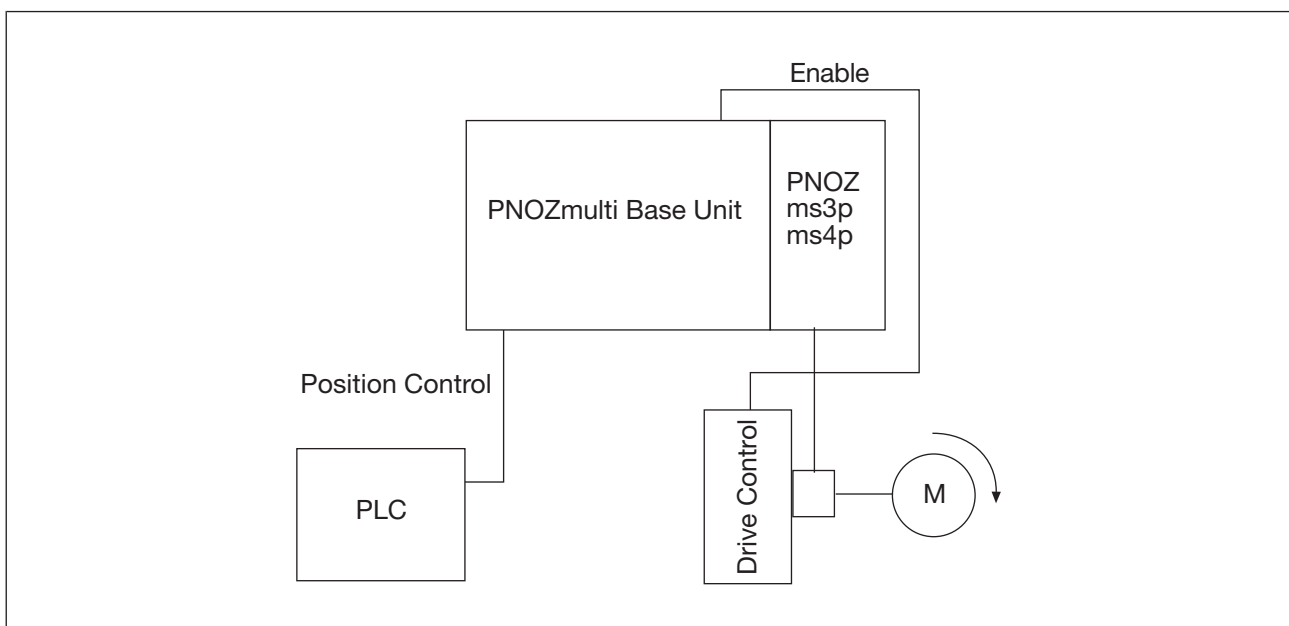 Enable
PNOZmulti Base Unit
PNOZ
ms3p
ms4p
Position Control
PLC
Drive Control
M